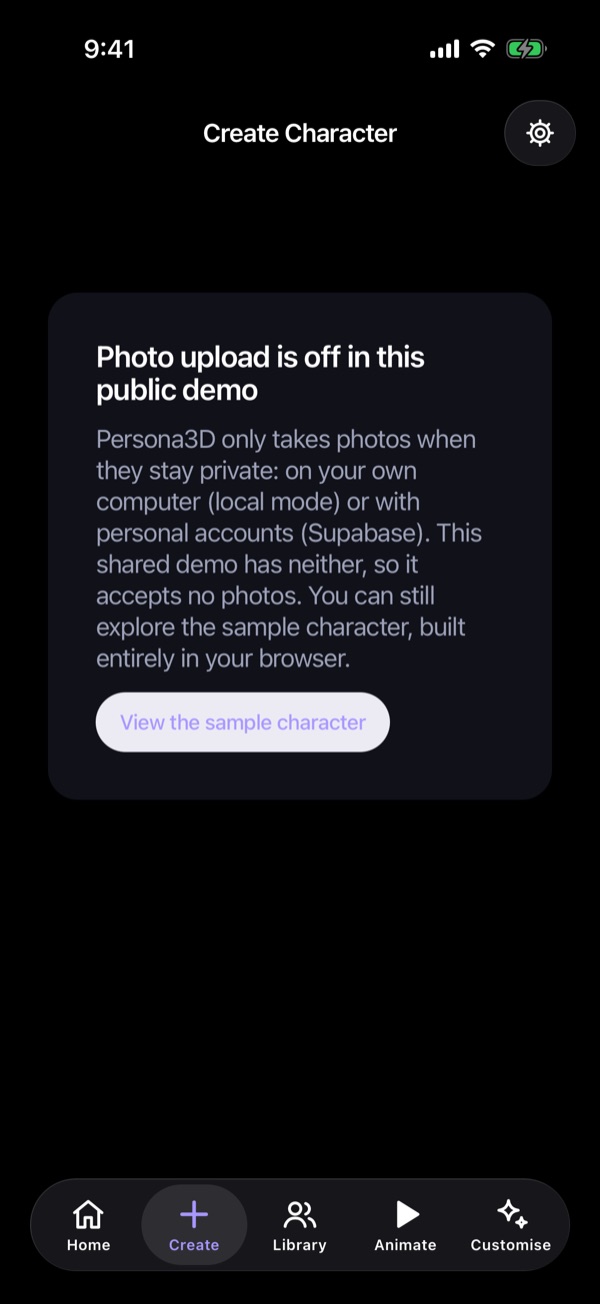 9:41
Create Character
Photo upload is off in this
public demo
Persona3D only takes photos when
they stay private: on your own
computer (local mode) or with
personal accounts (Supabase). This
shared demo has neither, so it
accepts no photos. You can still
explore the sample character, built
entirely in your browser.
View the sample character
Home
Create
Library
Animate
Customise